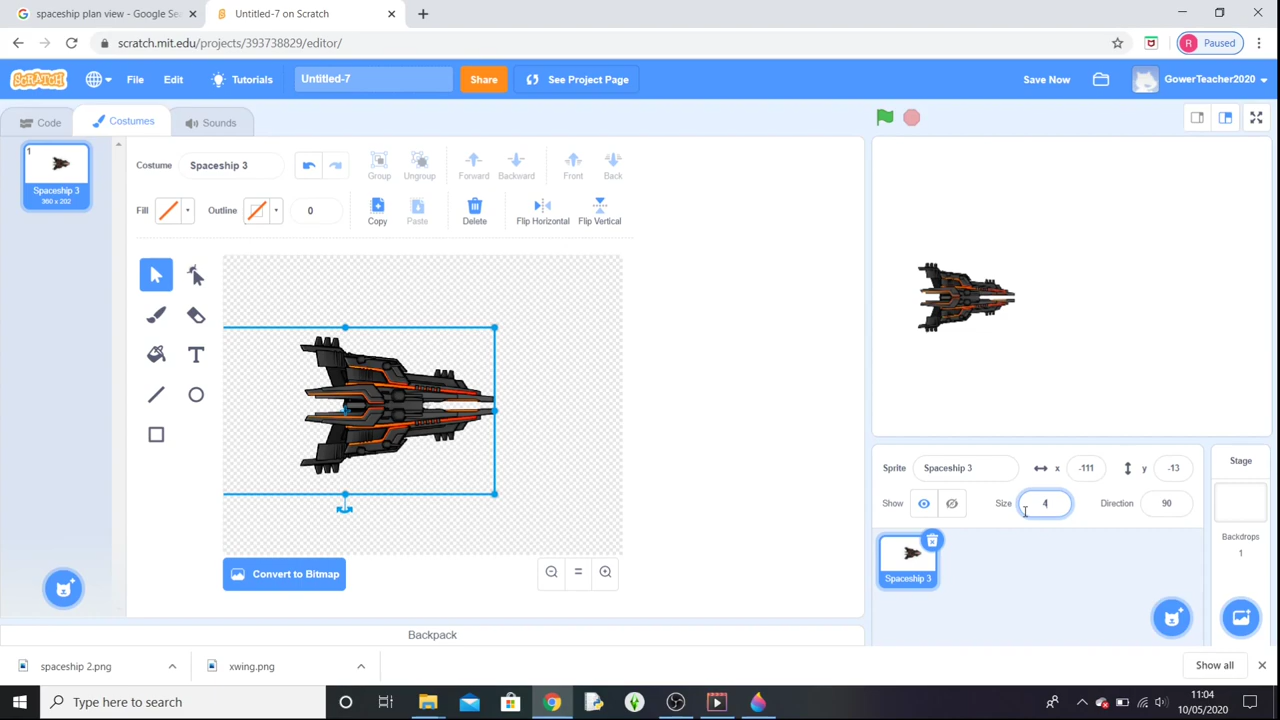 spaceship plan view - Google Se
Untitled-7 on Scratch
scratch.mit.edu/projects/393738829/editor/
R Paused
SCRATCH
File Edit Tutorials
Untitled-7
Share
See Project Page
Save Now
GowerTeacher2020
Code Costumes Sounds
1
Spaceship 3
360 x 202
Costume Spaceship 3
Group Ungroup Forward Backward Front Back
Fill Outline 0
Copy Paste Delete Flip Horizontal Flip Vertical
T
Convert to Bitmap
Sprite Spaceship 3 x -111 y -13
Show Size 4 Direction 90
Spaceship 3
Stage
Backdrops
1
Backpack
spaceship 2.png
xwing.png
Show all
Type here to search
11:04
10/05/2020